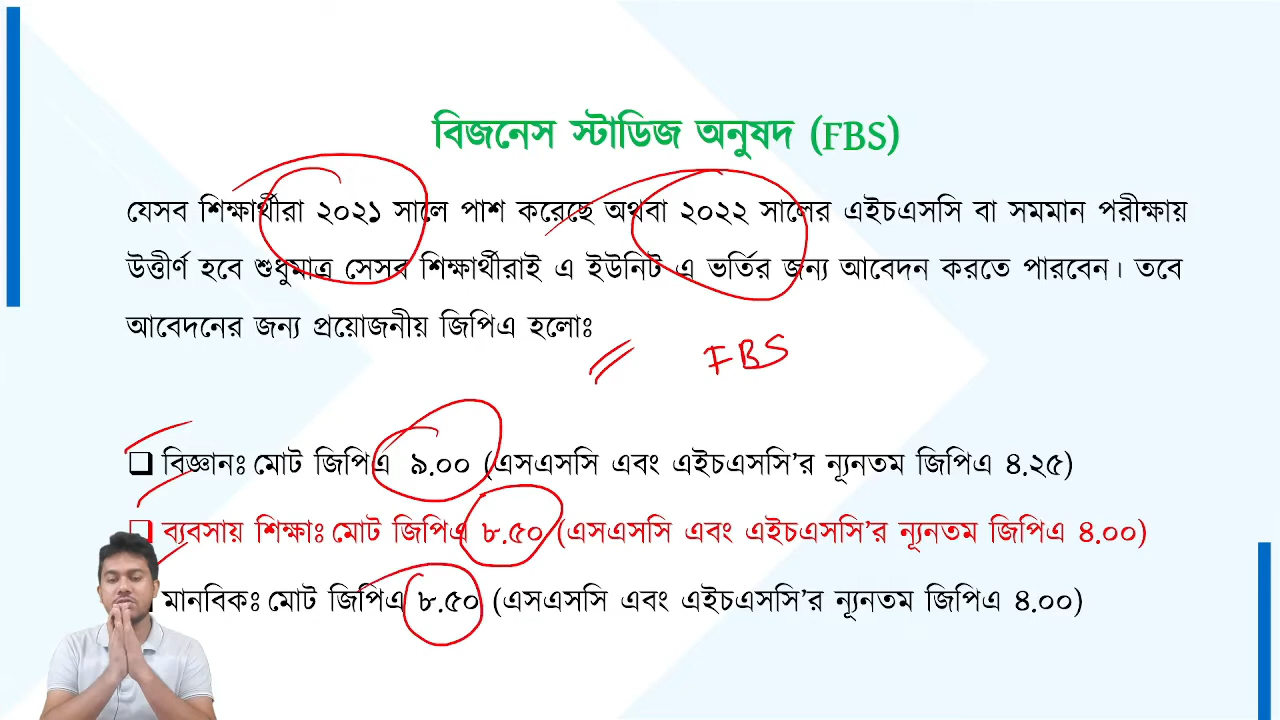 বিজনেস স্টাডিজ অনুষদ (FBS)
যেসব শিক্ষার্থীরা ২০২১ সালে পাশ করেছে অথবা ২০২২ সালের এইচএসসি বা সমমান পরীক্ষায়
উত্তীর্ণ হবে শুধুমাত্র সেসব শিক্ষার্থীরাই এ ইউনিট এ ভর্তির জন্য আবেদন করতে পারবেন। তবে
আবেদনের জন্য প্রয়োজনীয় জিপিএ হলোঃ
FBS
বিজ্ঞানঃ মোট জিপিএ ৯.০০ (এসএসসি এবং এইচএসসি’র ন্যূনতম জিপিএ ৪.২৫)
ব্যবসায় শিক্ষাঃ মোট জিপিএ ৮.৫০ (এসএসসি এবং এইচএসসি’র ন্যূনতম জিপিএ ৪.০০)
মানবিকঃ মোট জিপিএ ৮.৫০ (এসএসসি এবং এইচএসসি’র ন্যূনতম জিপিএ ৪.০০)